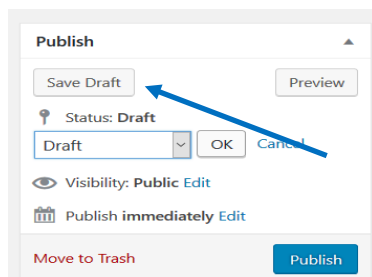 Publish
Save Draft Preview
Status: Draft
Draft OK Cancel
Visibility: Public Edit
Publish immediately Edit
Move to Trash Publish